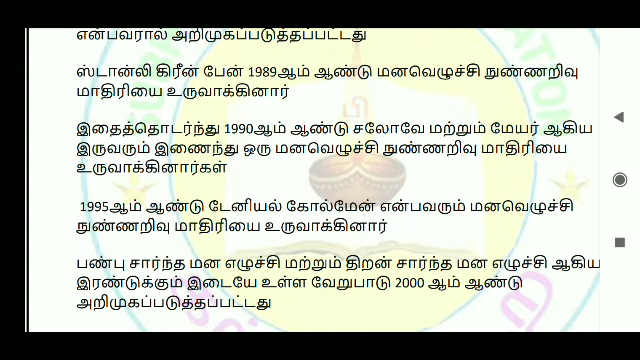 என்பவரால் அறிமுகப்படுத்தப்பட்டது
ஸ்டான்லி கிரீன் பேன் 1989ஆம் ஆண்டு மனவெழுச்சி நுண்ணறிவு
மாதிரியை உருவாக்கினார்
இதைத்தொடர்ந்து 1990ஆம் ஆண்டு சலோவே மற்றும் மேயர் ஆகிய
இருவரும் இணைந்து ஒரு மனவெழுச்சி நுண்ணறிவு மாதிரியை
உருவாக்கினார்கள்
1995ஆம் ஆண்டு டேனியல் கோல்மேன் என்பவரும் மனவெழுச்சி
நுண்ணறிவு மாதிரியை உருவாக்கினார்
பண்பு சார்ந்த மன எழுச்சி மற்றும் திறன் சார்ந்த மன எழுச்சி ஆகிய
இரண்டுக்கும் இடையே உள்ள வேறுபாடு 2000 ஆம் ஆண்டு
அறிமுகப்படுத்தப்பட்டது